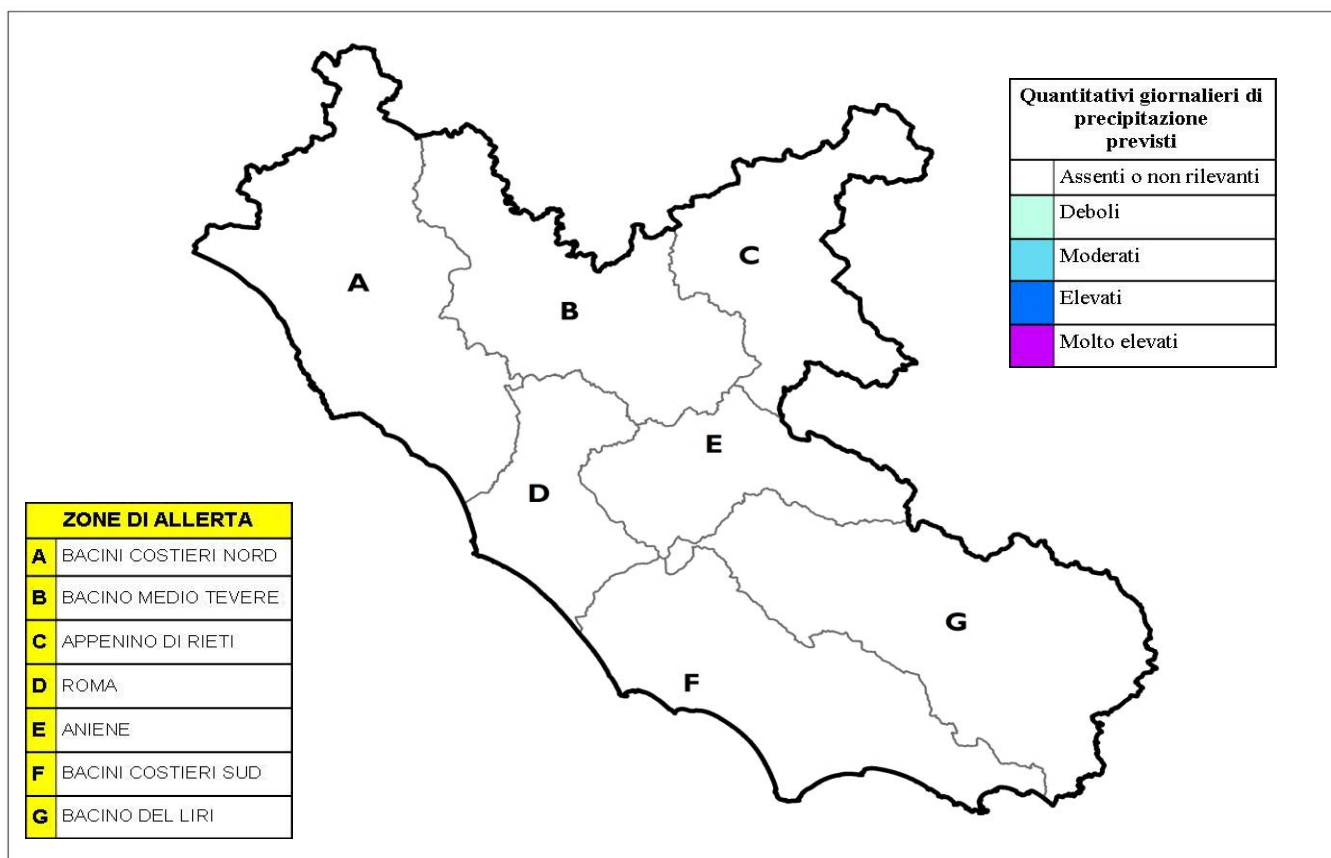 Quantitativi giornalieri di
precipitazione
previsti
Assenti o non rilevanti
Deboli
Moderati
Elevati
Molto elevati
A
B
C
D
E
F
G
ZONE DI ALLERTA
A BACINI COSTIERI NORD
B BACINO MEDIO TEVERE
C APPENINO DI RIETI
D ROMA
E ANIENE
F BACINI COSTIERI SUD
G BACINO DEL LIRI